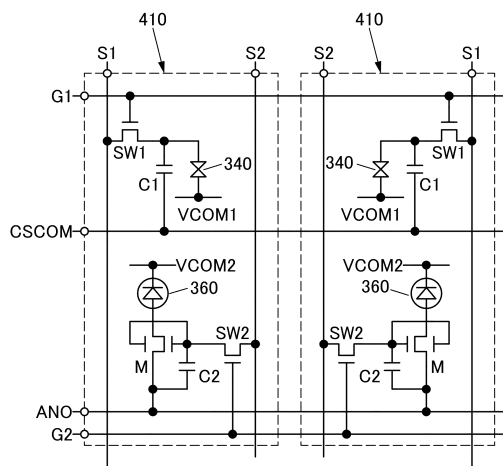 410 410
S1 S2 S2 S1
G1
SW1 SW1
340 340
C1 C1
VCOM1 VCOM1
CSCOM
VCOM2 VCOM2
360 360
SW2 SW2
M C2 C2 M
ANO
G2